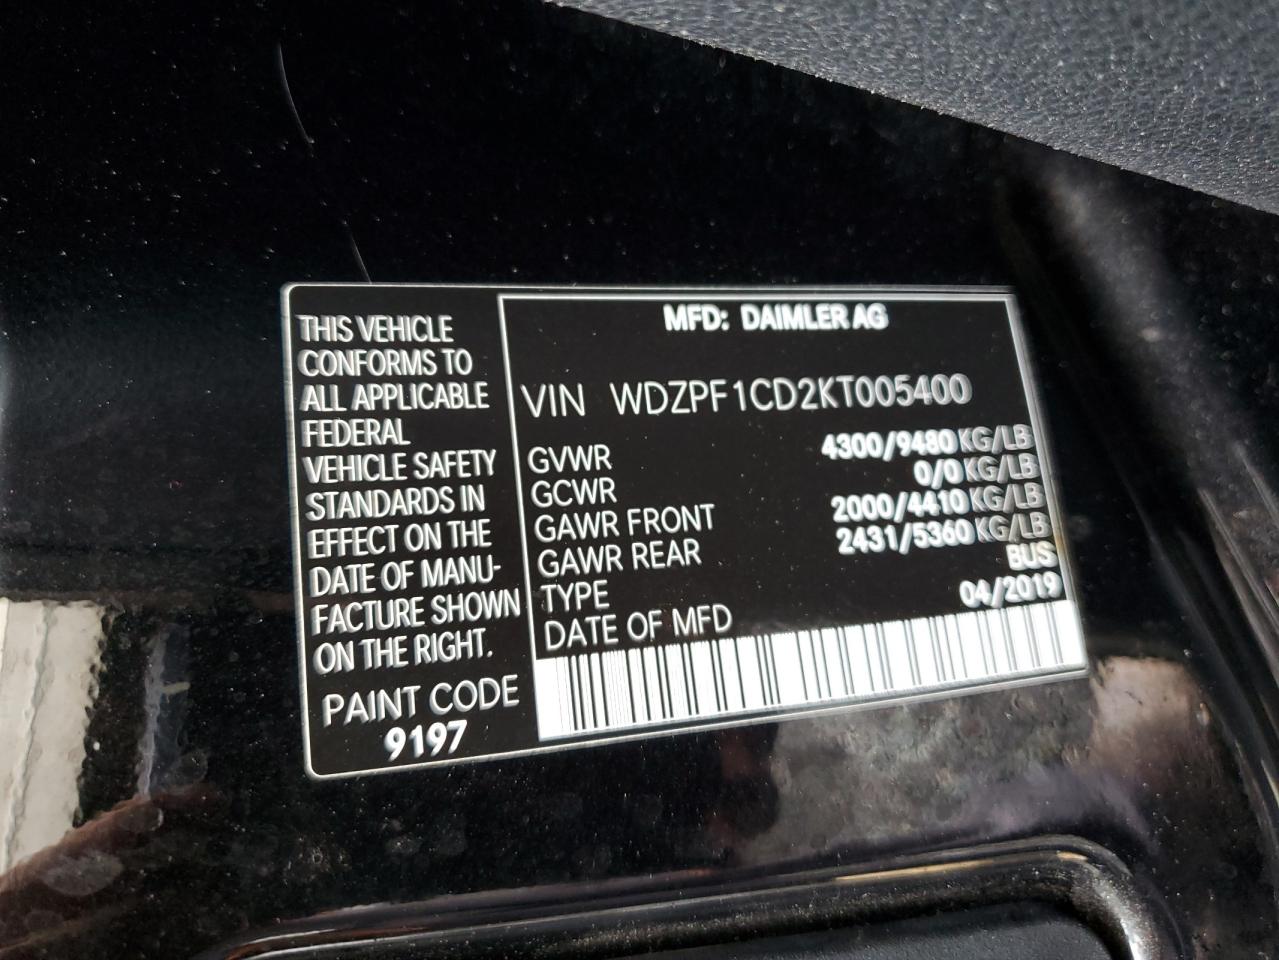 THIS VEHICLE
CONFORMS TO
ALL APPLICABLE
FEDERAL
VEHICLE SAFETY
STANDARDS IN
EFFECT ON THE
DATE OF MANU-
FACTURE SHOWN
ON THE RIGHT.
PAINT CODE
9197
MFD: DAIMLER AG
VIN WDZPF1CD2KT005400
GVWR 4300/9480 KG/LB
GCWR 0/0 KG/LB
GAWR FRONT 2000/4410 KG/LB
GAWR REAR 2431/5360 KG/LB
TYPE BUS
DATE OF MFD 04/2019